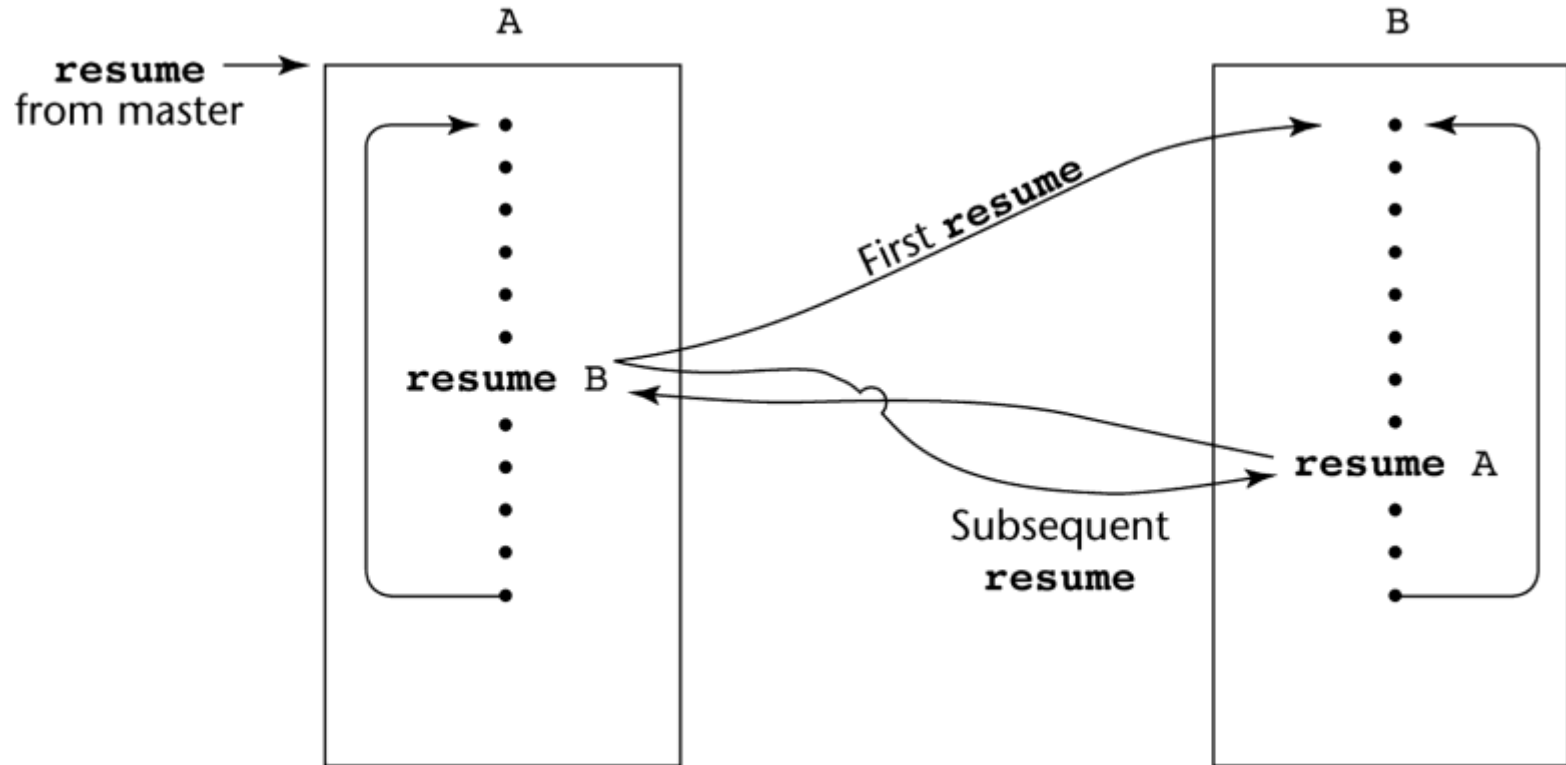 A
B
resume
from master
First resume
resume B
resume A
Subsequent
resume